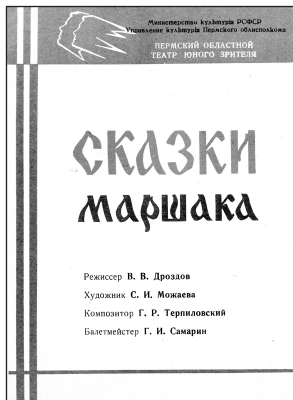 Министерство культуры РСФСР
Управление культуры Пермского облисполкома
ПЕРМСКИЙ ОБЛАСТНОЙ
ТЕАТР ЮНОГО ЗРИТЕЛЯ
СКАЗКИ
МАРШАКА
Режиссер В. В. Дроздов
Художник С. И. Можаева
Композитор Г. Р. Терпиловский
Балетмейстер Г. И. Самарин